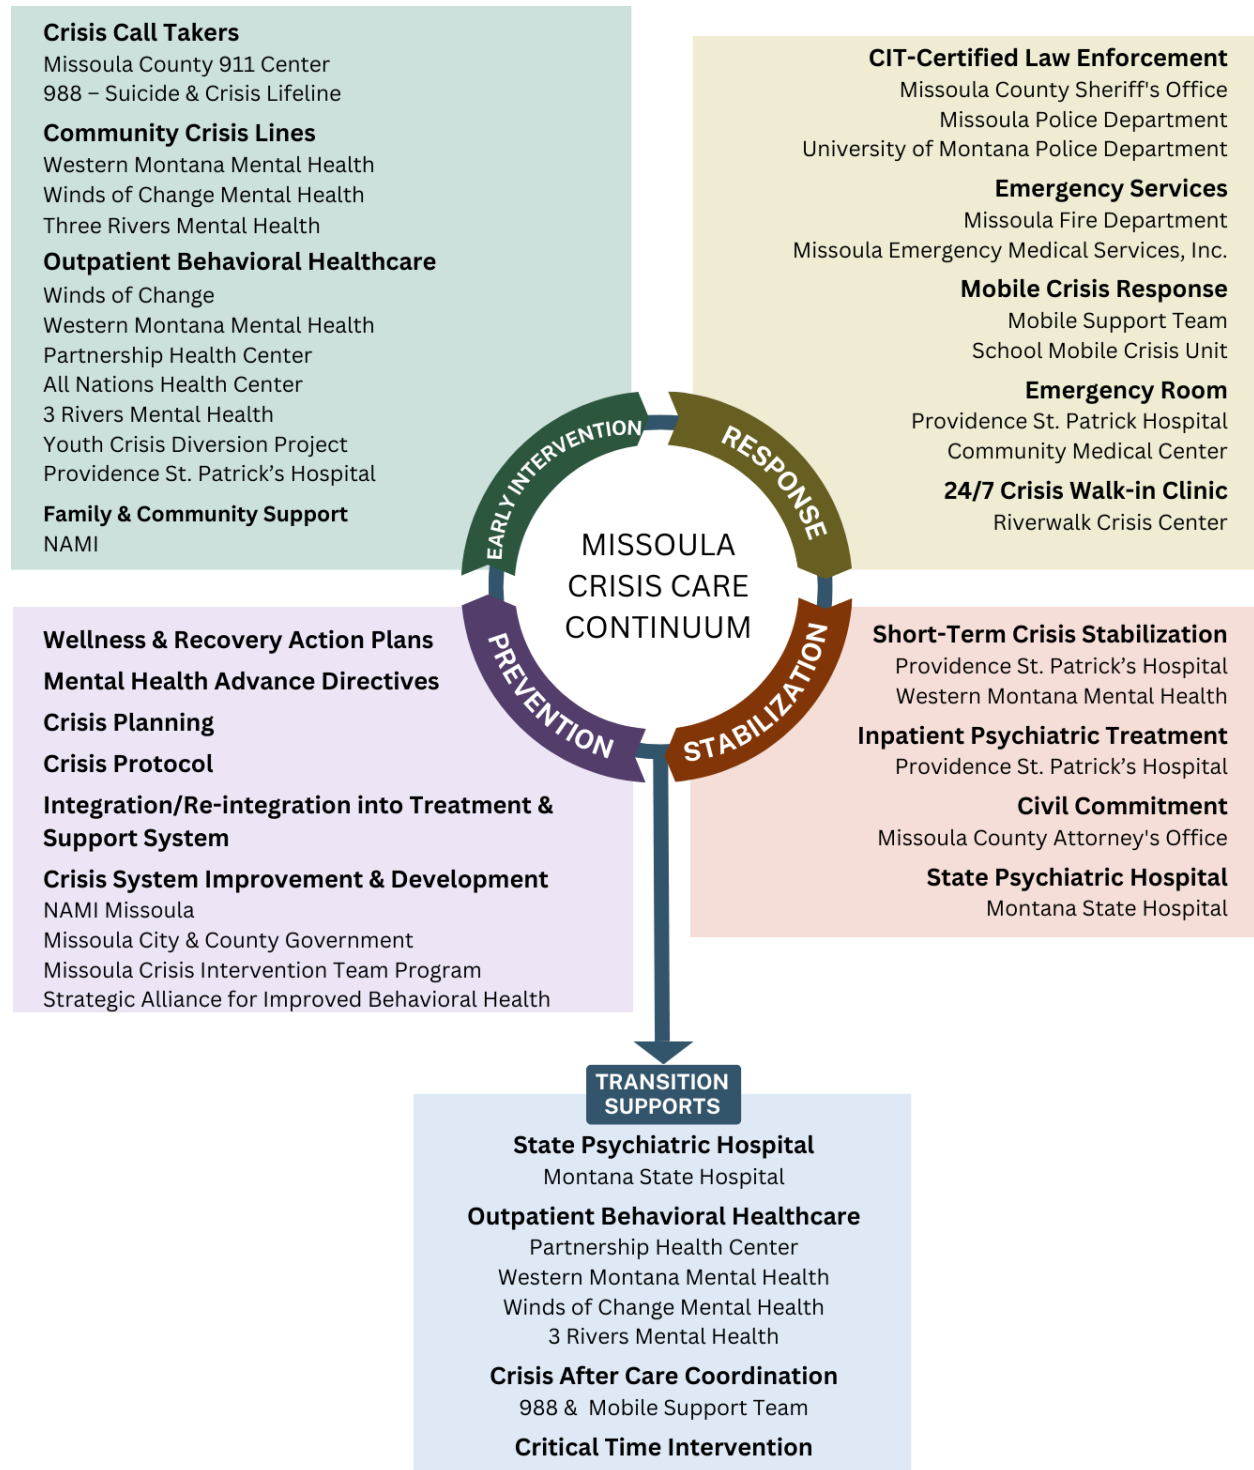 Crisis Call Takers
Missoula County 911 Center
988 – Suicide & Crisis Lifeline
Community Crisis Lines
Western Montana Mental Health
Winds of Change Mental Health
Three Rivers Mental Health
Outpatient Behavioral Healthcare
Winds of Change
Western Montana Mental Health
Partnership Health Center
All Nations Health Center
3 Rivers Mental Health
Youth Crisis Diversion Project
Providence St. Patrick’s Hospital
Family & Community Support
NAMI
CIT-Certified Law Enforcement
Missoula County Sheriff's Office
Missoula Police Department
University of Montana Police Department
Emergency Services
Missoula Fire Department
Missoula Emergency Medical Services, Inc.
Mobile Crisis Response
Mobile Support Team
School Mobile Crisis Unit
Emergency Room
Providence St. Patrick Hospital
Community Medical Center
24/7 Crisis Walk-in Clinic
Riverwalk Crisis Center
EARLY INTERVENTION
RESPONSE
MISSOULA
CRISIS CARE
CONTINUUM
PREVENTION
STABILIZATION
Wellness & Recovery Action Plans
Mental Health Advance Directives
Crisis Planning
Crisis Protocol
Integration/Re-integration into Treatment &
Support System
Crisis System Improvement & Development
NAMI Missoula
Missoula City & County Government
Missoula Crisis Intervention Team Program
Strategic Alliance for Improved Behavioral Health
Short-Term Crisis Stabilization
Providence St. Patrick’s Hospital
Western Montana Mental Health
Inpatient Psychiatric Treatment
Providence St. Patrick’s Hospital
Civil Commitment
Missoula County Attorney's Office
State Psychiatric Hospital
Montana State Hospital
TRANSITION
SUPPORTS
State Psychiatric Hospital
Montana State Hospital
Outpatient Behavioral Healthcare
Partnership Health Center
Western Montana Mental Health
Winds of Change Mental Health
3 Rivers Mental Health
Crisis After Care Coordination
988 &  Mobile Support Team
Critical Time Intervention